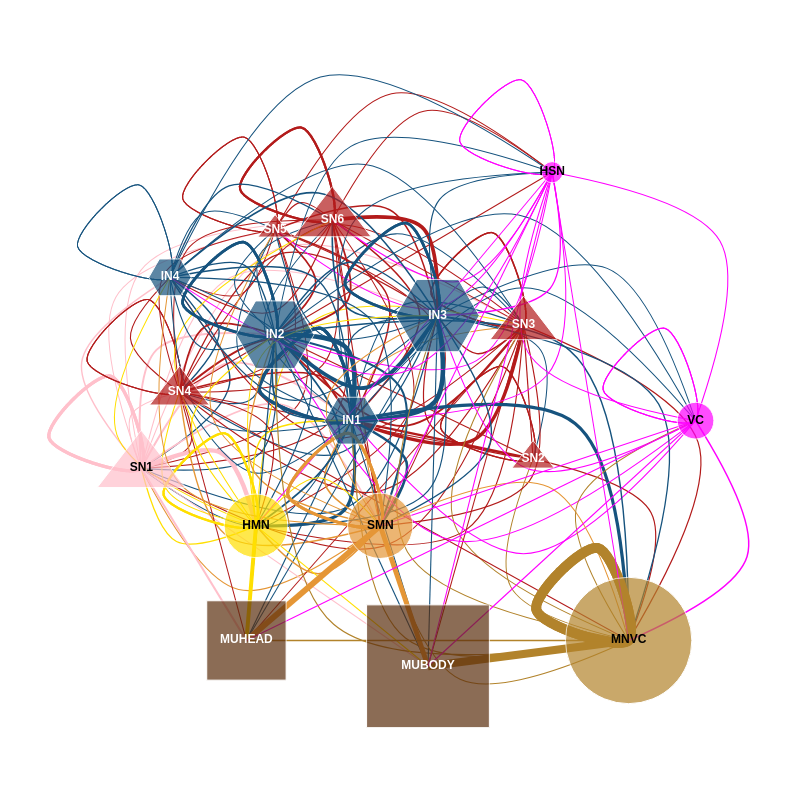 HSN
SN6
SN5
IN4
IN3
SN3
IN2
SN4
IN1
VC
SN2
SN1
HMN
SMN
MUHEAD
MNVC
MUBODY